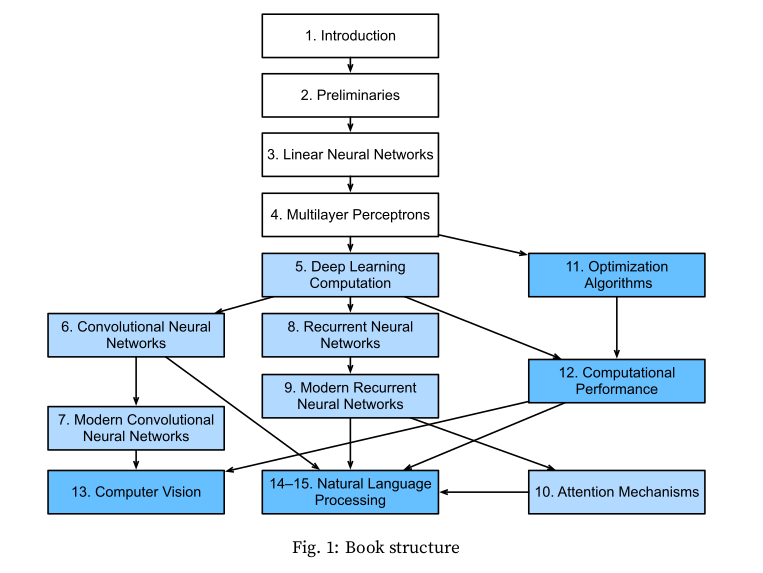 1. Introduction
2. Preliminaries
3. Linear Neural Networks
4. Multilayer Perceptrons
5. Deep Learning
Computation
11. Optimization
Algorithms
6. Convolutional Neural
Networks
8. Recurrent Neural
Networks
12. Computational
Performance
9. Modern Recurrent
Neural Networks
7. Modern Convolutional
Neural Networks
13. Computer Vision
14–15. Natural Language
Processing
10. Attention Mechanisms
Fig. 1: Book structure